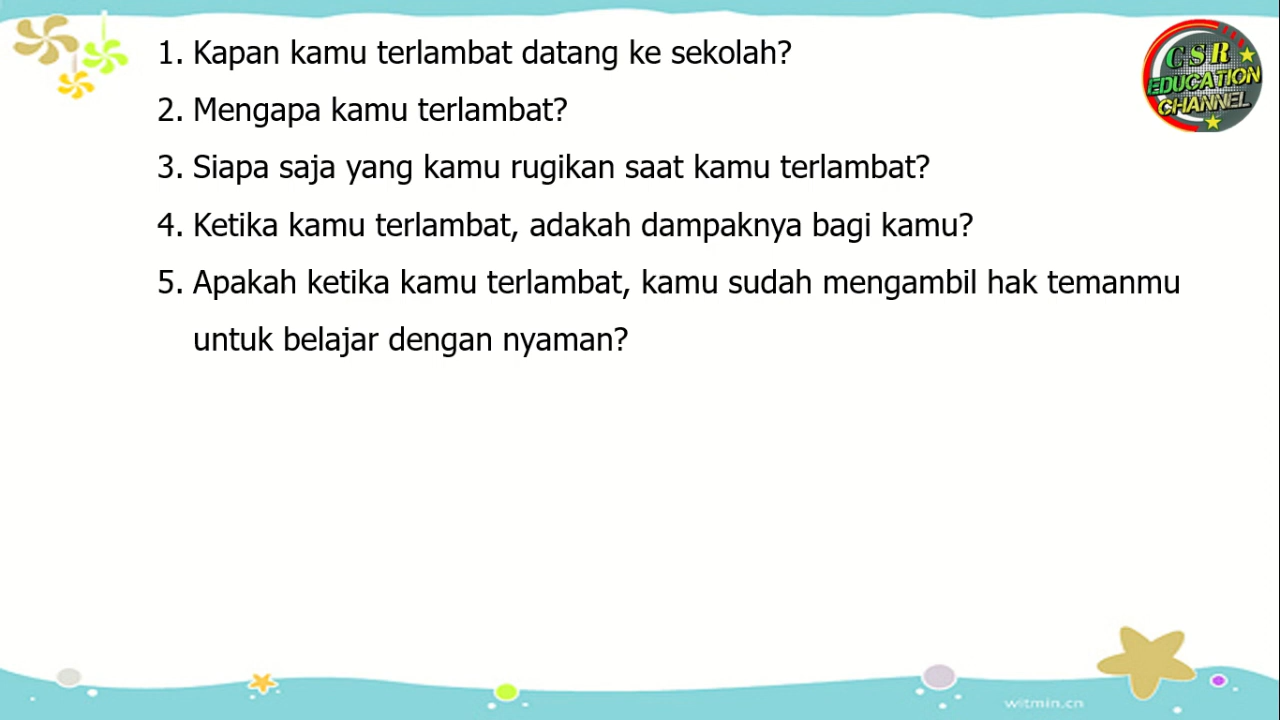 1. Kapan kamu terlambat datang ke sekolah?
2. Mengapa kamu terlambat?
3. Siapa saja yang kamu rugikan saat kamu terlambat?
4. Ketika kamu terlambat, adakah dampaknya bagi kamu?
5. Apakah ketika kamu terlambat, kamu sudah mengambil hak temanmu
untuk belajar dengan nyaman?
CSR
EDUCATION
CHANNEL
witmin.cn